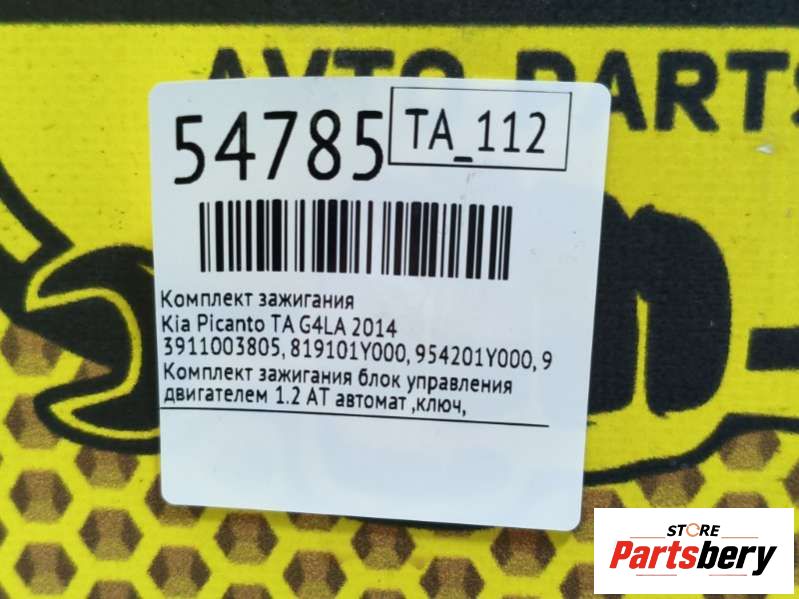 AVTO PARTS
54785
TA_112
Комплект зажигания
Kia Picanto TA G4LA 2014
3911003805, 819101Y000, 954201Y000, 9
Комплект зажигания блок управления
двигателем 1.2 АТ автомат ,ключ,
STORE
Partsbery